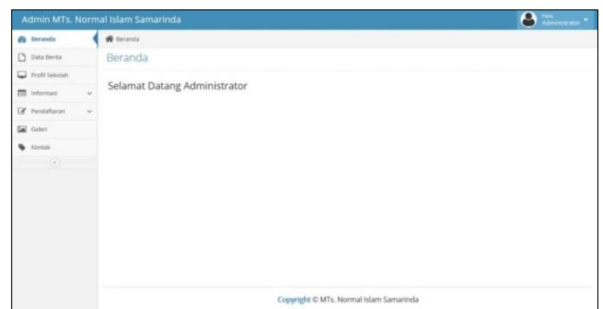 Admin MTs. Normal Islam Samarinda
Halo,
Administrator
Beranda
Beranda
Data Berita
Profil Sekolah
Informasi
Pendaftaran
Galeri
Kontak
Beranda
Selamat Datang Administrator
Copyright © MTs. Normal Islam Samarinda